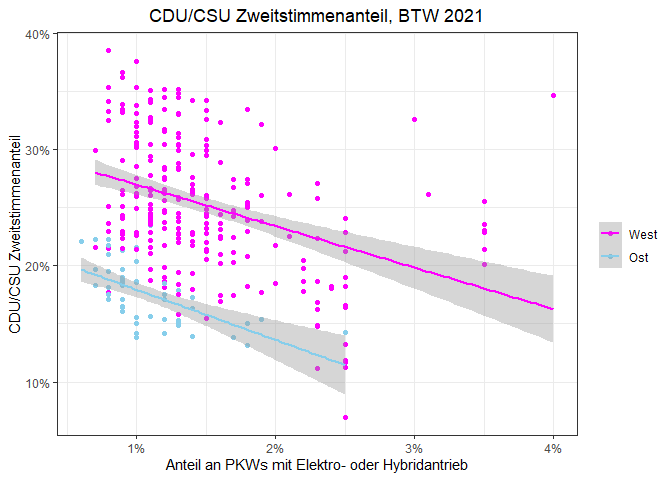 CDU/CSU Zweitstimmenanteil, BTW 2021
40%
30%
20%
10%
CDU/CSU Zweitstimmenanteil
West
Ost
1%
2%
3%
4%
Anteil an PKWs mit Elektro- oder Hybridantrieb